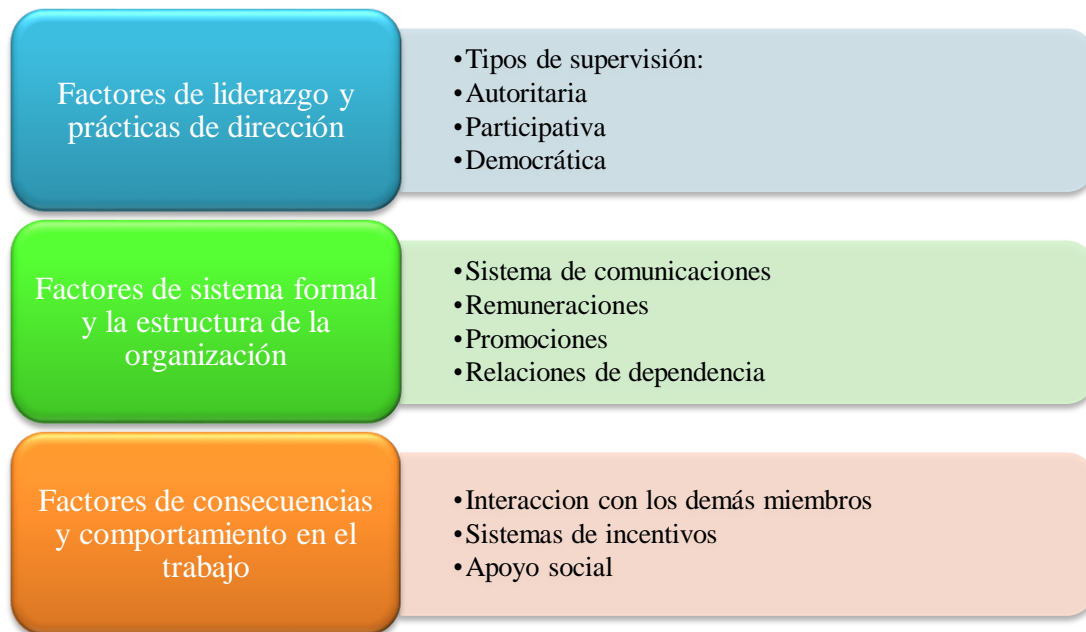 Factores de liderazgo y
prácticas de dirección
•Tipos de supervisión:
•Autoritaria
•Participativa
•Democrática
Factores de sistema formal
y la estructura de la
organización
•Sistema de comunicaciones
•Remuneraciones
•Promociones
•Relaciones de dependencia
Factores de consecuencias
y comportamiento en el
trabajo
•Interaccion con los demás miembros
•Sistemas de incentivos
•Apoyo social